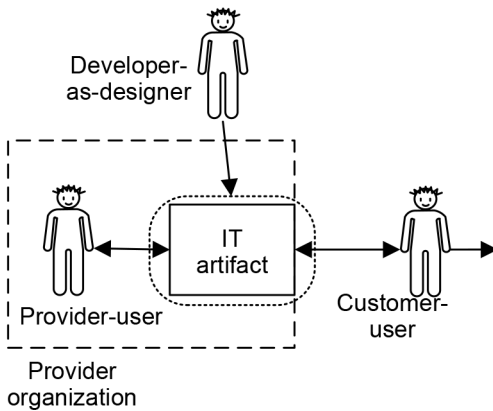 Developer-
as-designer
IT
artifact
Provider-user
Customer-
user
Provider
organization